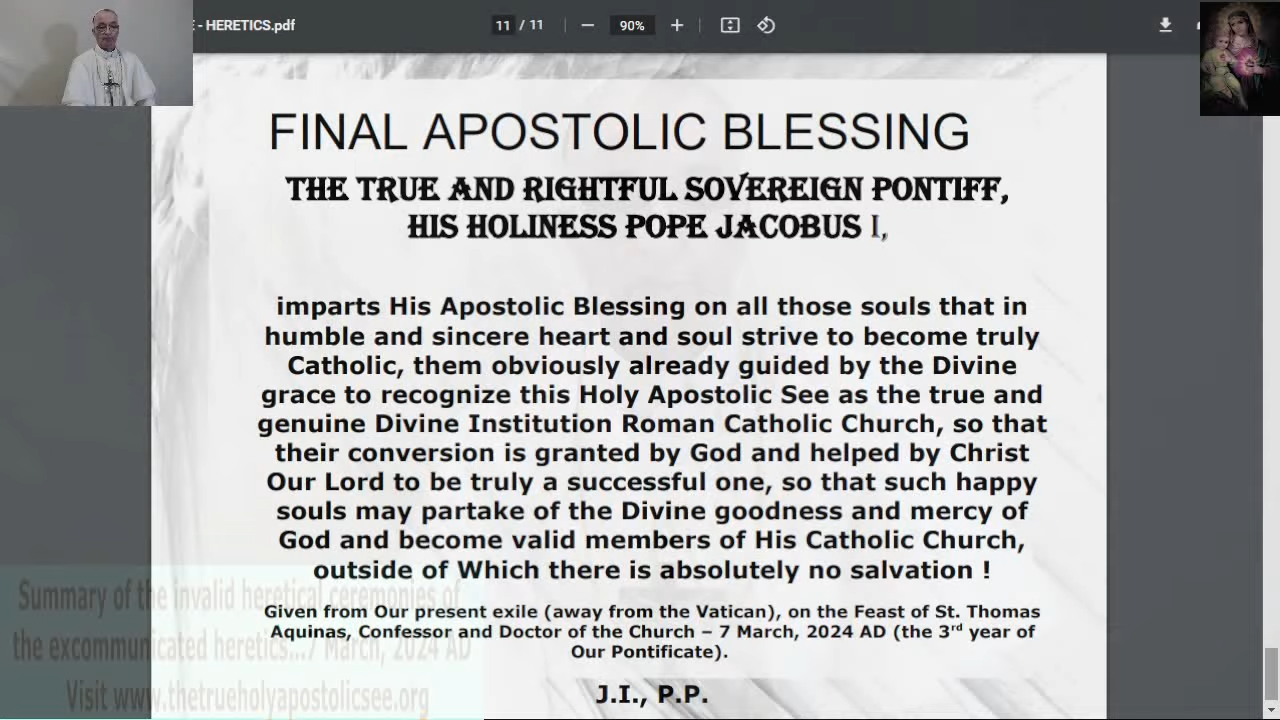 - HERETICS.pdf
11 / 11
90%
FINAL APOSTOLIC BLESSING
THE TRUE AND RIGHTFUL SOVEREIGN PONTIFF,
HIS HOLINESS POPE JACOBUS I,
imparts His Apostolic Blessing on all those souls that in
humble and sincere heart and soul strive to become truly
Catholic, them obviously already guided by the Divine
grace to recognize this Holy Apostolic See as the true and
genuine Divine Institution Roman Catholic Church, so that
their conversion is granted by God and helped by Christ
Our Lord to be truly a successful one, so that such happy
souls may partake of the Divine goodness and mercy of
God and become valid members of His Catholic Church,
outside of Which there is absolutely no salvation !
Given from Our present exile (away from the Vatican), on the Feast of St. Thomas
Aquinas, Confessor and Doctor of the Church – 7 March, 2024 AD (the 3rd year of
Our Pontificate).
J.I., P.P.
Summary of the invalid heretical ceremonies of
the excommunicated heretics...7 March, 2024 AD
Visit www.thetrueholyapostolicsee.org